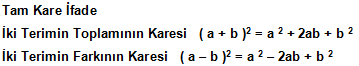 Tam Kare İfade
İki Terimin Toplamının Karesi ( a + b )² = a ² + 2ab + b ²
İki Terimin Farkının Karesi ( a – b )² = a ² – 2ab + b ²